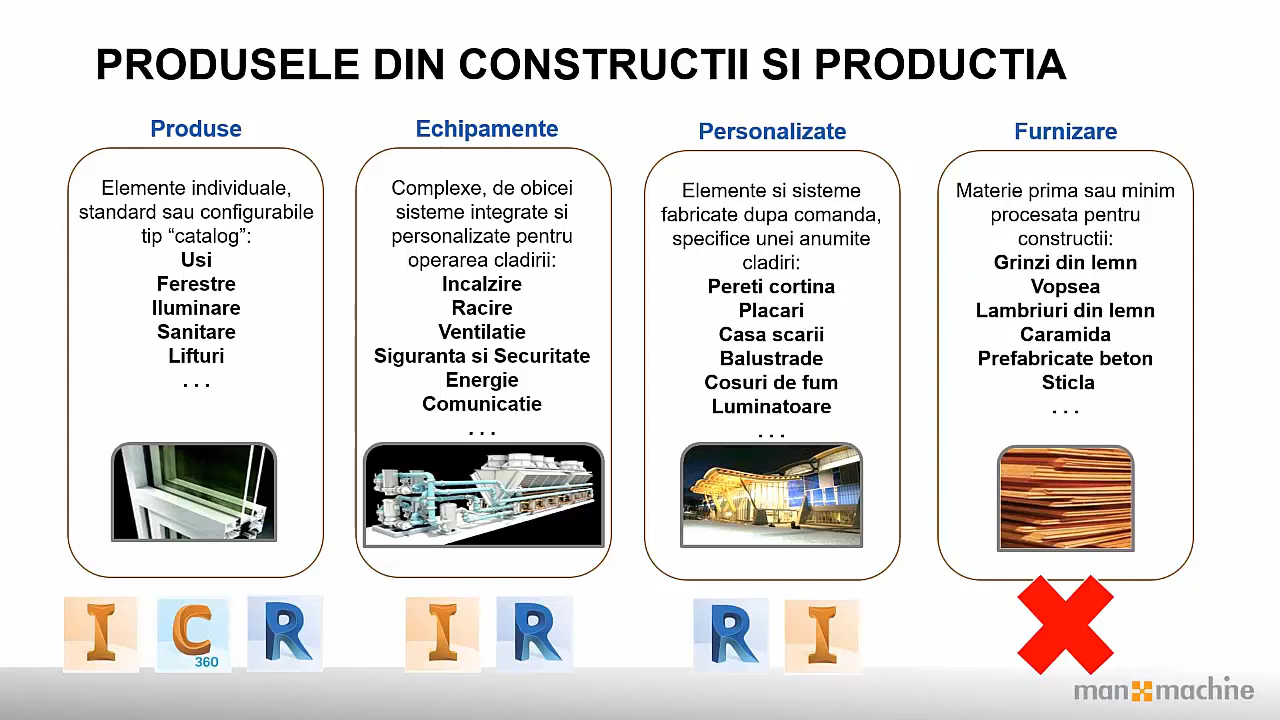 PRODUSELE DIN CONSTRUCTII SI PRODUCTIA
Produse
Elemente individuale,
standard sau configurabile
tip “catalog”:
Usi
Ferestre
Iluminare
Sanitare
Lifturi
. . .
Echipamente
Complexe, de obicei
sisteme integrate si
personalizate pentru
operarea cladirii:
Incalzire
Racire
Ventilatie
Siguranta si Securitate
Energie
Comunicatie
. . .
Personalizate
Elemente si sisteme
fabricate dupa comanda,
specifice unei anumite
cladiri:
Pereti cortina
Placari
Casa scarii
Balustrade
Cosuri de fum
Luminatoare
. . .
Furnizare
Materie prima sau minim
procesata pentru
constructii:
Grinzi din lemn
Vopsea
Lambriuri din lemn
Caramida
Prefabricate beton
Sticla
. . .
I
C
360
R
I
R
R
I
man machine